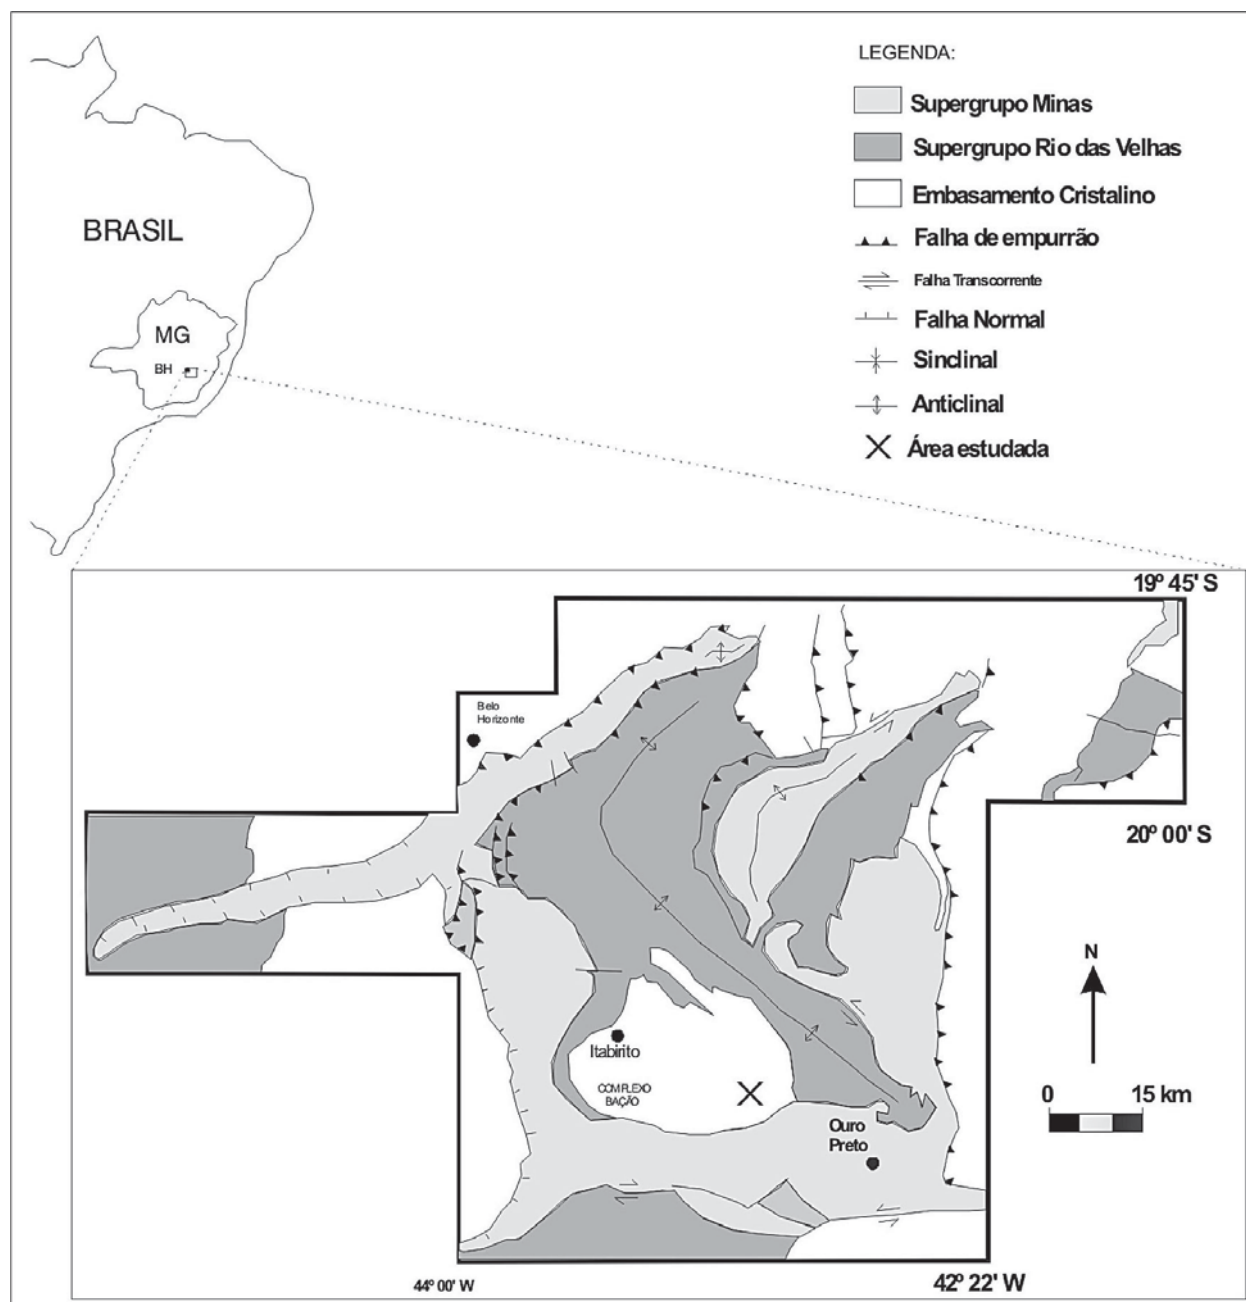 LEGENDA:
Supergrupo Minas
Supergrupo Rio das Velhas
Embasamento Cristalino
Falha de empurrão
Falha Transcorrente
Falha Normal
Sinclinal
Anticlinal
Área estudada
BRASIL
MG
BH
19º 45' S
Belo
Horizonte
20º 00' S
N
Itabirito
COMPLEXO
BAÇÃO
0 15 km
Ouro
Preto
44º 00' W
42º 22' W